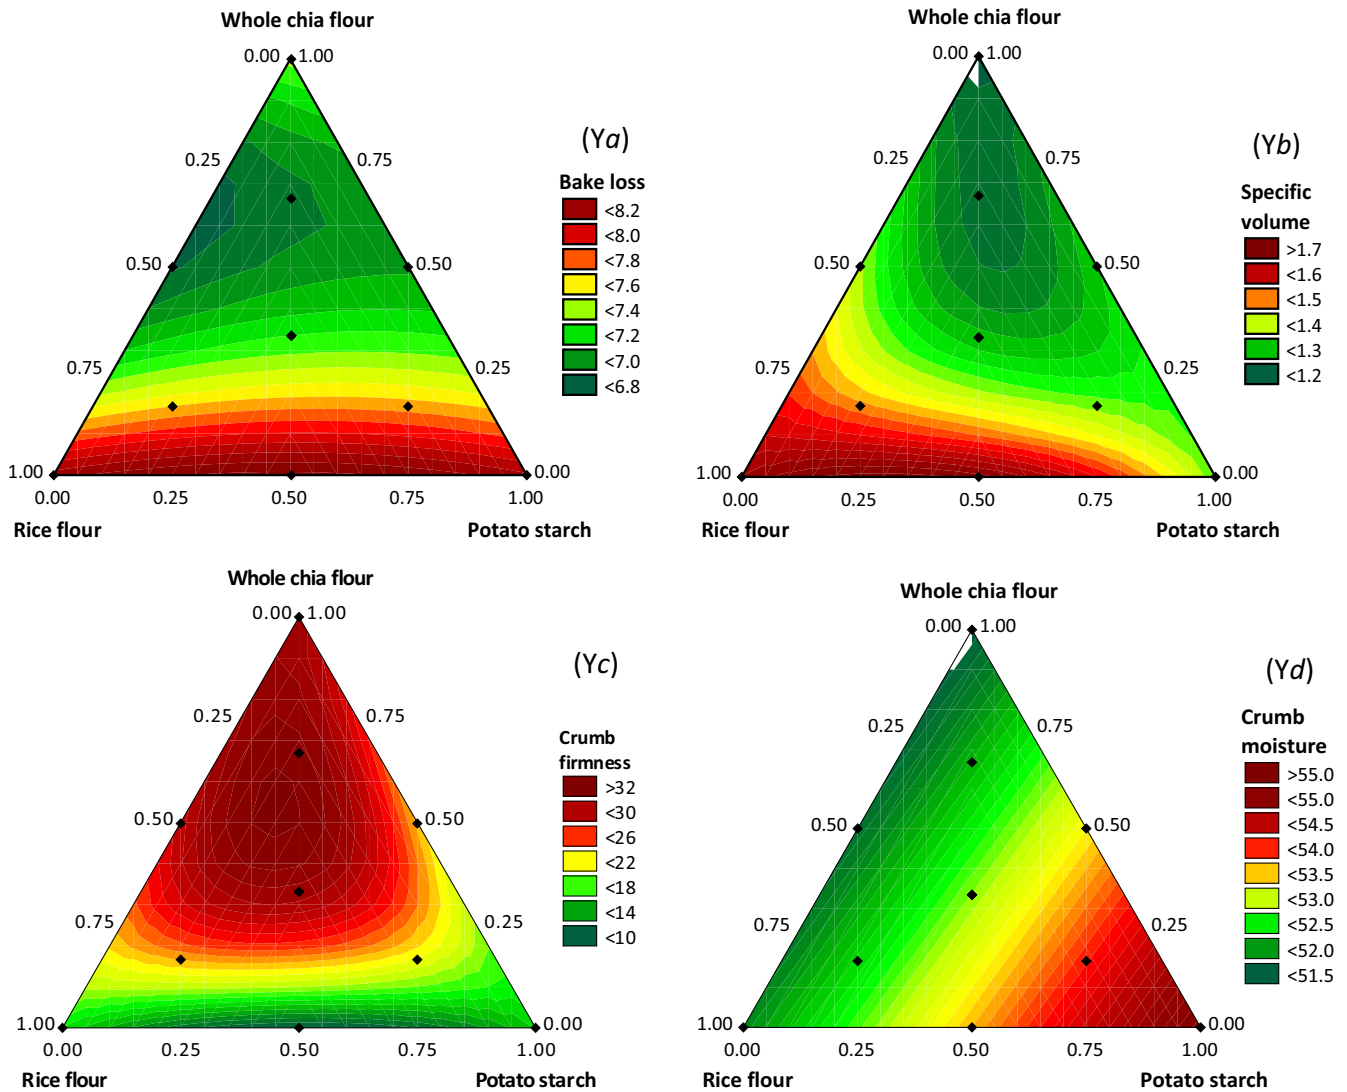 Whole chia flour
0.00 1.00
0.25 0.75
(Ya)
Bake loss
<8.2
<8.0
<7.8
<7.6
<7.4
<7.2
<7.0
<6.8
0.50 0.50
0.75 0.25
1.00 0.00
0.00 0.25 0.50 0.75 1.00
Rice flour Potato starch
Whole chia flour
0.00 1.00
0.25 0.75
(Yb)
Specific
volume
>1.7
<1.6
<1.5
<1.4
<1.3
<1.2
0.50 0.50
0.75 0.25
1.00 0.00
0.00 0.25 0.50 0.75 1.00
Rice flour Potato starch
Whole chia flour
0.00 1.00
0.25 0.75
(Yc)
Crumb
firmness
>32
<30
<26
<22
<18
<14
<10
0.50 0.50
0.75 0.25
1.00 0.00
0.00 0.25 0.50 0.75 1.00
Rice flour Potato starch
Whole chia flour
0.00 1.00
0.25 0.75
(Yd)
Crumb
moisture
>55.0
<55.0
<54.5
<54.0
<53.5
<53.0
<52.5
<52.0
<51.5
0.50 0.50
0.75 0.25
1.00 0.00
0.00 0.25 0.50 0.75 1.00
Rice flour Potato starch